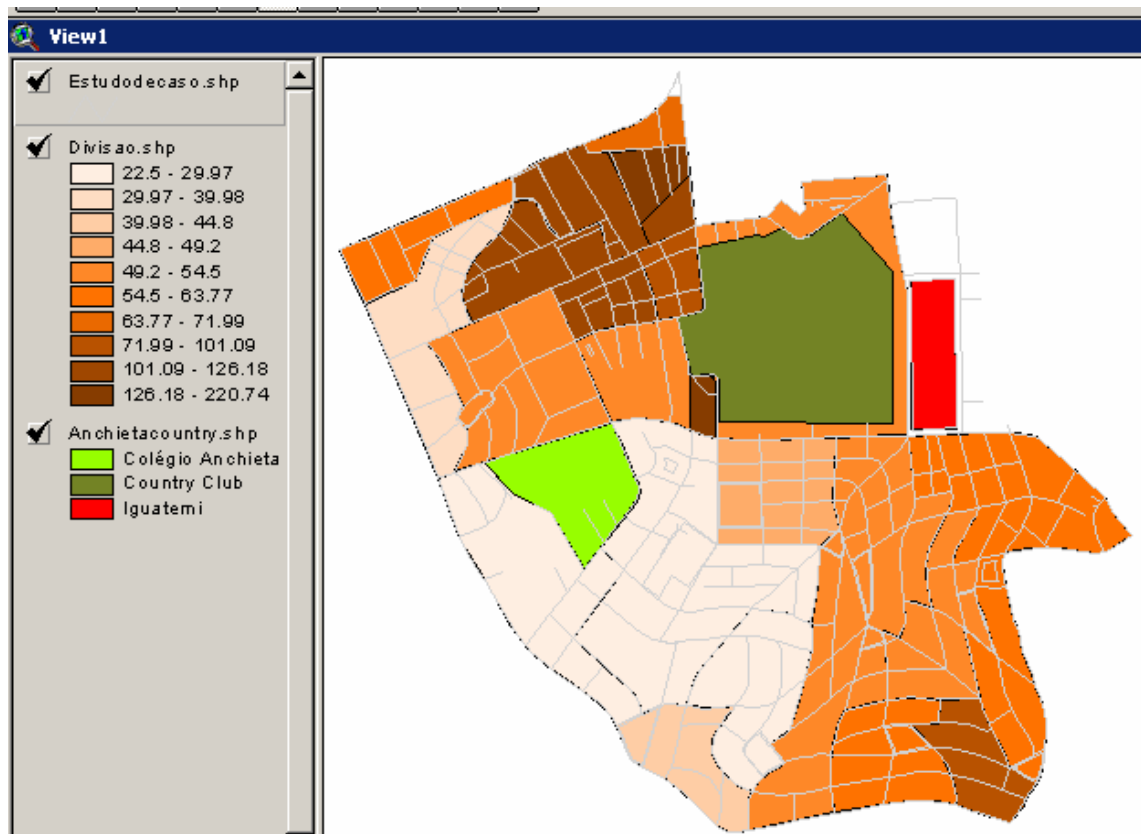 View1
Estudodecaso.shp
Divisao.shp
22.5 - 29.97
29.97 - 39.98
39.98 - 44.8
44.8 - 49.2
49.2 - 54.5
54.5 - 63.77
63.77 - 71.99
71.99 - 101.09
101.09 - 126.18
126.18 - 220.74
Anchietacountry.shp
Colégio Anchieta
Country Club
Iguatemi